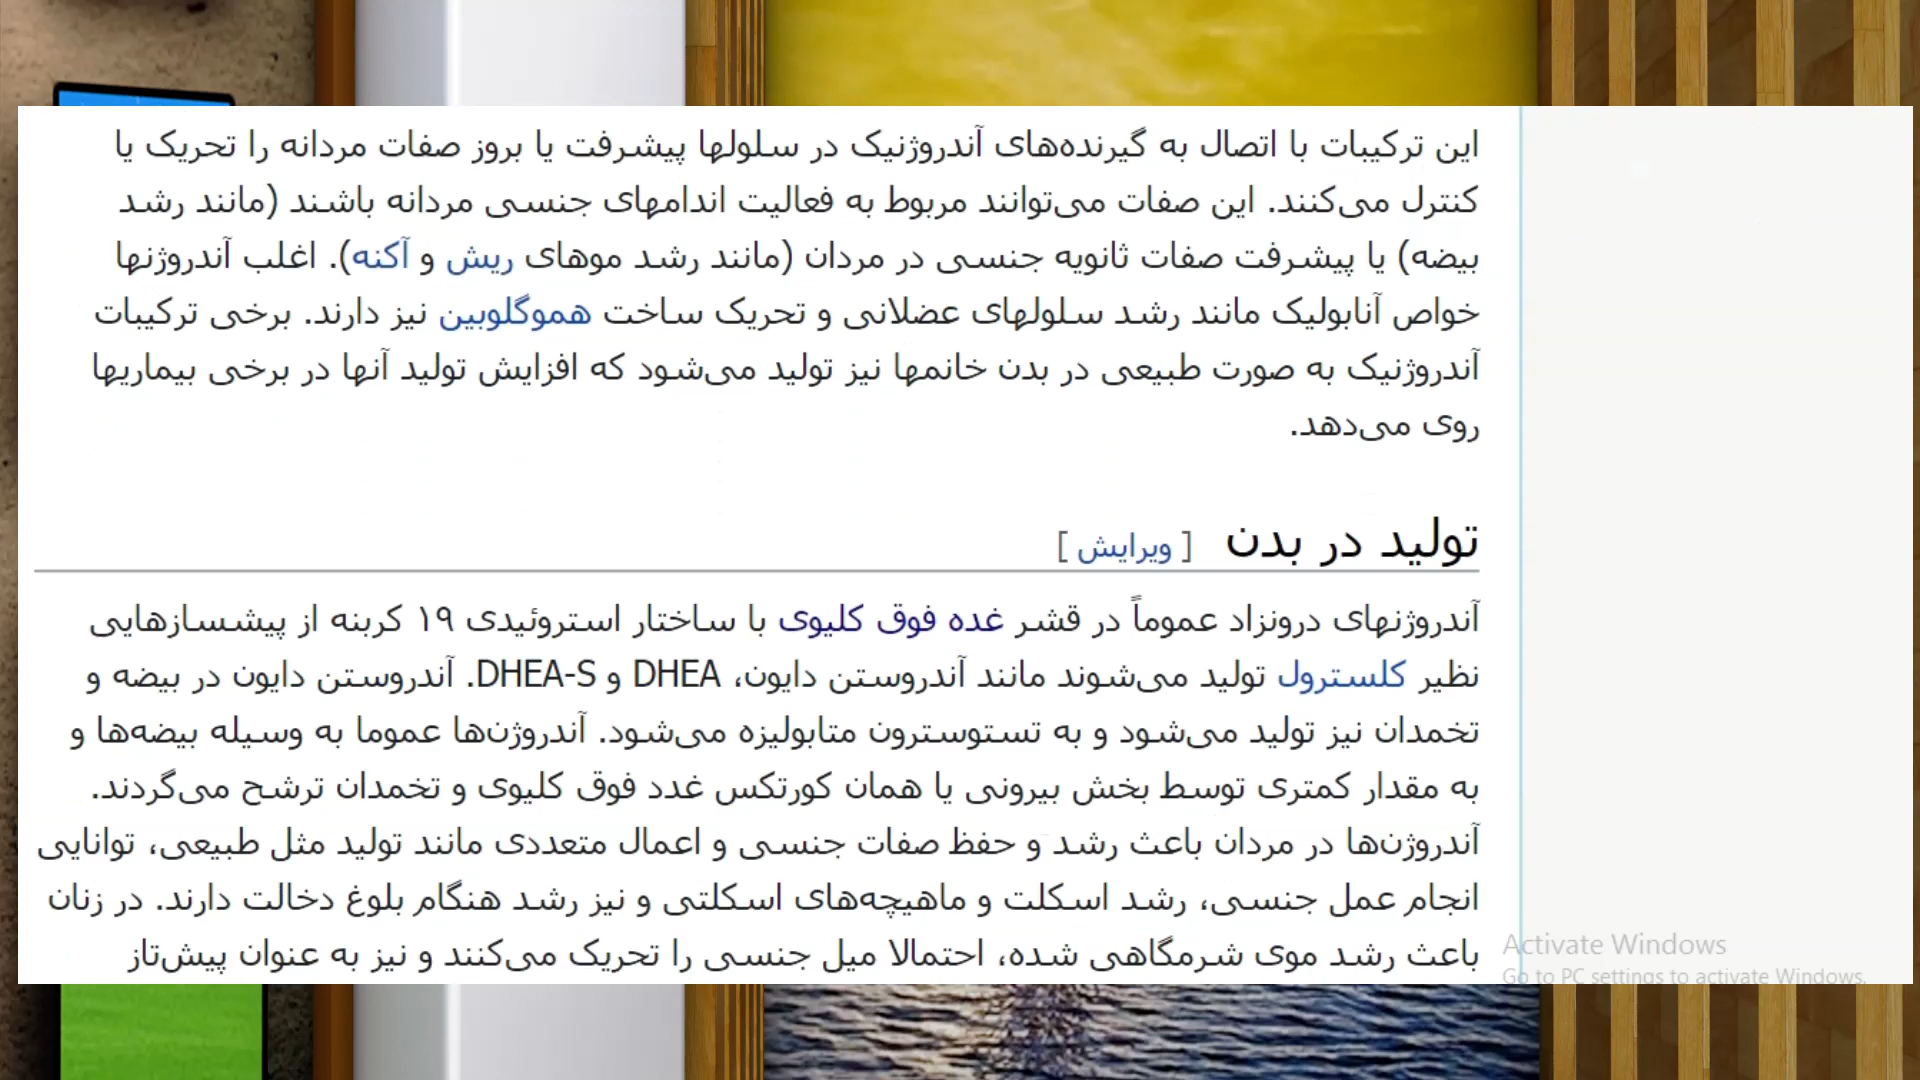 این ترکیبات با اتصال به گیرنده‌های آندروژنیک در سلولها پیشرفت یا بروز صفات مردانه را تحریک یا
کنترل می‌کنند. این صفات می‌توانند مربوط به فعالیت اندامهای جنسی مردانه باشند (مانند رشد
بیضه) یا پیشرفت صفات ثانویه جنسی در مردان (مانند رشد موهای ریش و آکنه). اغلب آندروژنها
خواص آنابولیک مانند رشد سلولهای عضلانی و تحریک ساخت هموگلوبین نیز دارند. برخی ترکیبات
آندروژنیک به صورت طبیعی در بدن خانمها نیز تولید می‌شود که افزایش تولید آنها در برخی بیماریها
روی می‌دهد.
تولید در بدن [ ویرایش ]
آندروژنهای درونزاد عموماً در قشر غده فوق کلیوی با ساختار استروئیدی ۱۹ کربنه از پیشسازهایی
نظیر کلسترول تولید می‌شوند مانند آندروستن دایون، DHEA و DHEA-S. آندروستن دایون در بیضه و
تخمدان نیز تولید می‌شود و به تستوسترون متابولیزه می‌شود. آندروژن‌ها عموما به وسیله بیضه‌ها و
به مقدار کمتری توسط بخش بیرونی یا همان کورتکس غدد فوق کلیوی و تخمدان ترشح می‌گردند.
آندروژن‌ها در مردان باعث رشد و حفظ صفات جنسی و اعمال متعددی مانند تولید مثل طبیعی، توانایی
انجام عمل جنسی، رشد اسکلت و ماهیچه‌های اسکلتی و نیز رشد هنگام بلوغ دخالت دارند. در زنان
باعث رشد موی شرمگاهی شده، احتمالا میل جنسی را تحریک می‌کنند و نیز به عنوان پیش‌تاز
Activate Windows
Go to PC settings to activate Windows.